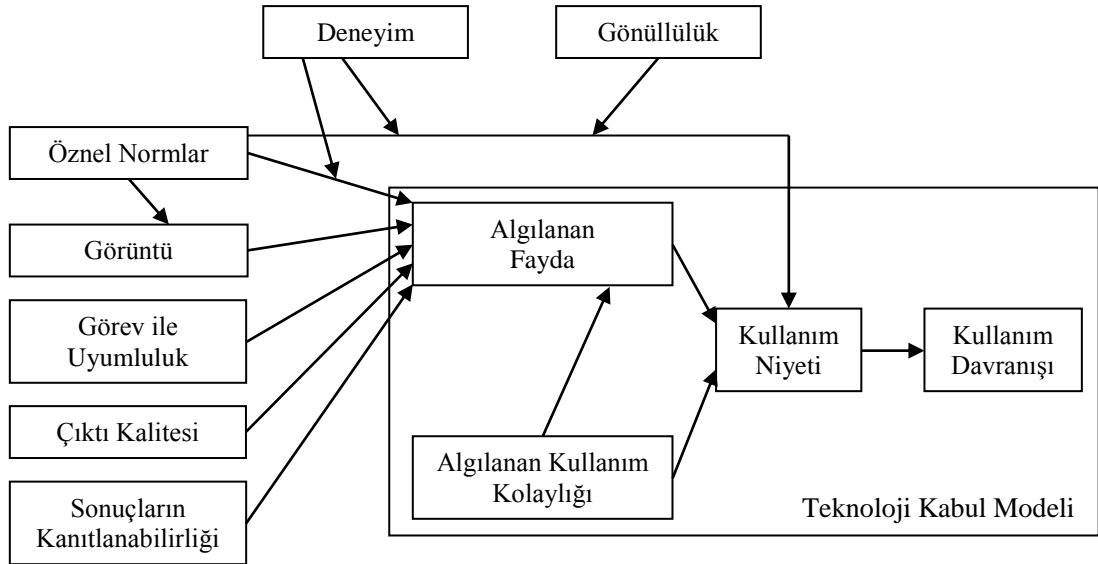 Deneyim
Gönüllülük
Öznel Normlar
Görüntü
Algılanan
Fayda
Görev ile
Uyumluluk
Kullanım
Niyeti
Kullanım
Davranışı
Çıktı Kalitesi
Algılanan Kullanım
Kolaylığı
Sonuçların
Kanıtlanabilirliği
Teknoloji Kabul Modeli